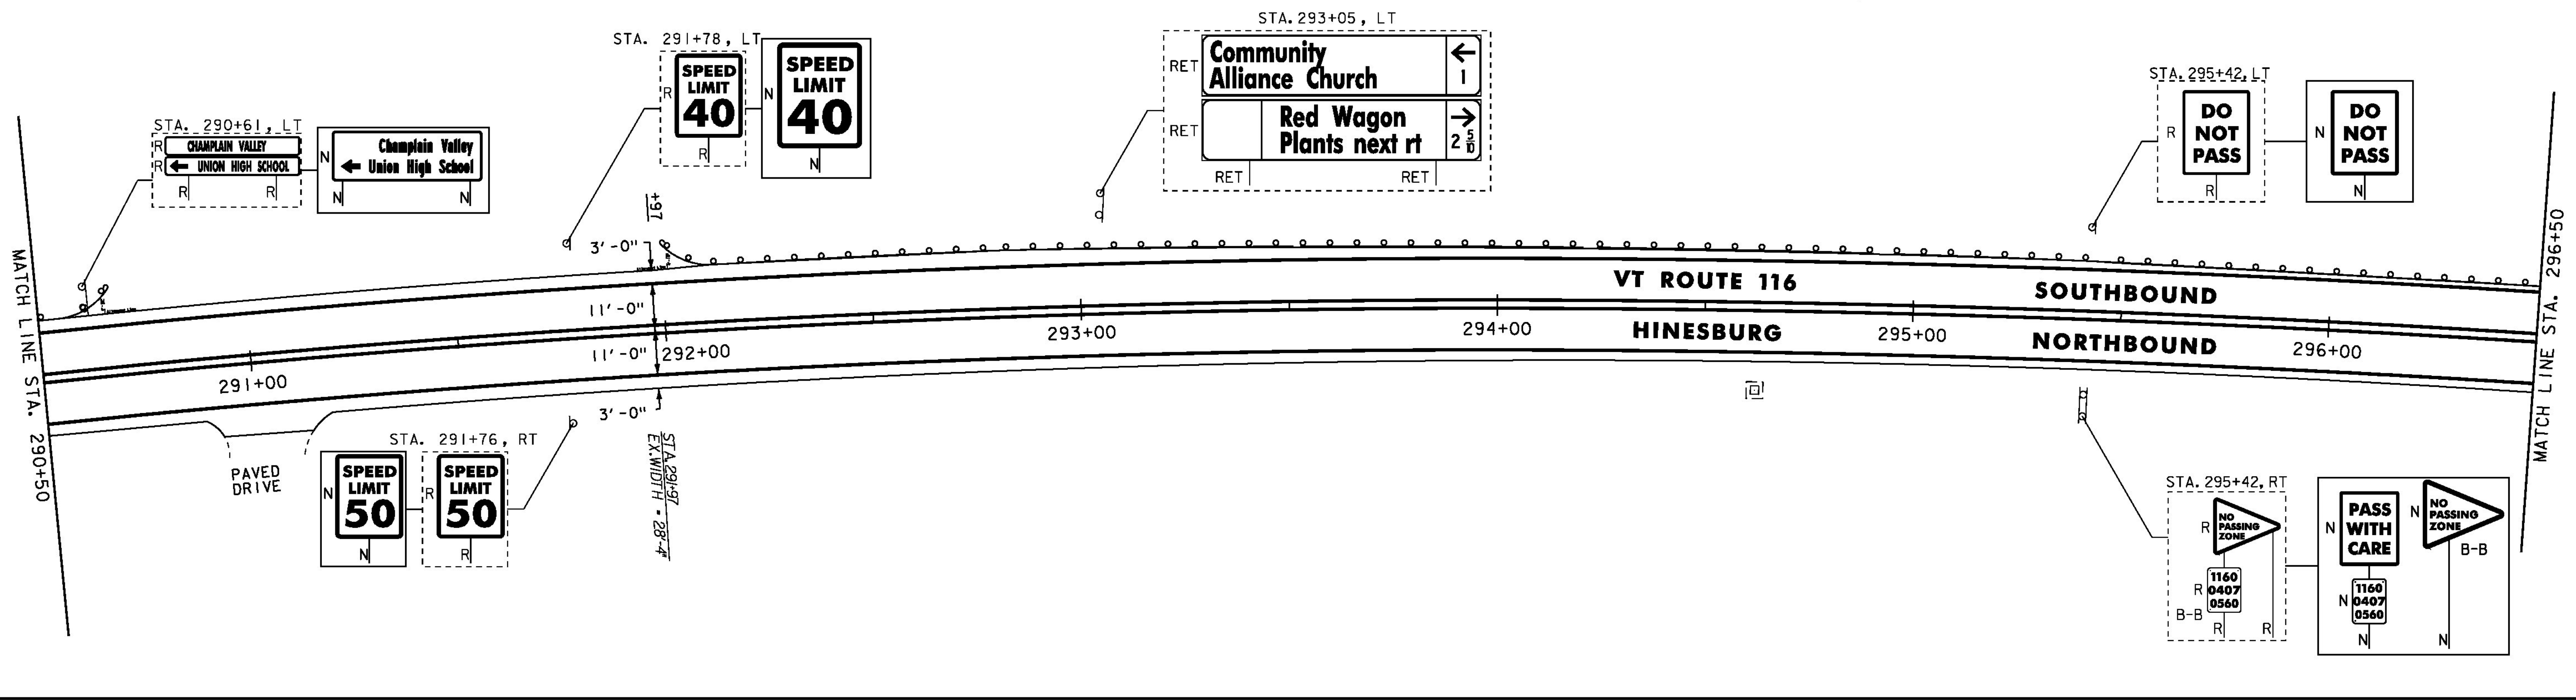 STA. 293+05, LT
RET
Community
Alliance Church
←
1
RET
Red Wagon
Plants next rt
→
2 5/10
RET
RET
STA. 291+78, LT
R
SPEED
LIMIT
40
R
N
SPEED
LIMIT
40
N
STA. 295+42, LT
R
DO
NOT
PASS
R
N
DO
NOT
PASS
N
STA. 290+61, LT
R
CHAMPLAIN VALLEY
R
← UNION HIGH SCHOOL
R
R
N
Champlain Valley
← Union High School
N
N
+97
3'-0"
11'-0"
11'-0"
3'-0"
MATCH LINE STA. 290+50
MATCH LINE STA. 296+50
VT ROUTE 116
SOUTHBOUND
HINESBURG
NORTHBOUND
291+00
292+00
293+00
294+00
295+00
296+00
PAVED
DRIVE
STA. 291+76, RT
N
SPEED
LIMIT
50
N
R
SPEED
LIMIT
50
R
STA. 291+97
EX. WIDTH = 28'-4"
STA. 295+42, RT
R
NO
PASSING
ZONE
R
1160
0407
0560
B-B
R
R
N
PASS
WITH
CARE
N
NO
PASSING
ZONE
B-B
N
1160
0407
0560
N
N